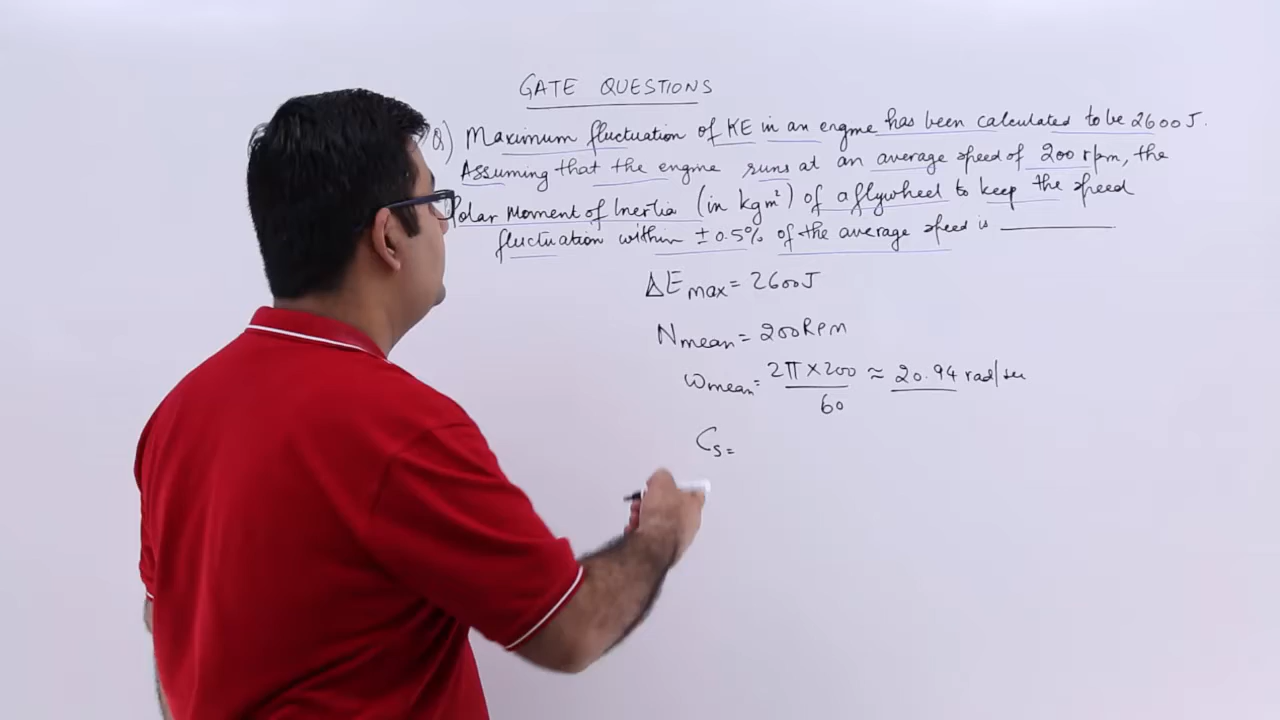 GATE QUESTIONS
Q) Maximum fluctuation of KE in an engine has been calculated to be 2600 J.
Assuming that the engine runs at an average speed of 200 rpm, the
Polar Moment of Inertia (in kgm²) of a flywheel to keep the speed
fluctuation within ±0.5% of the average speed is ________
ΔEmax = 2600J
Nmean = 200Rpm
ωmean = 2π×200/60 ≈ 20.94 rad/sec
Cs =